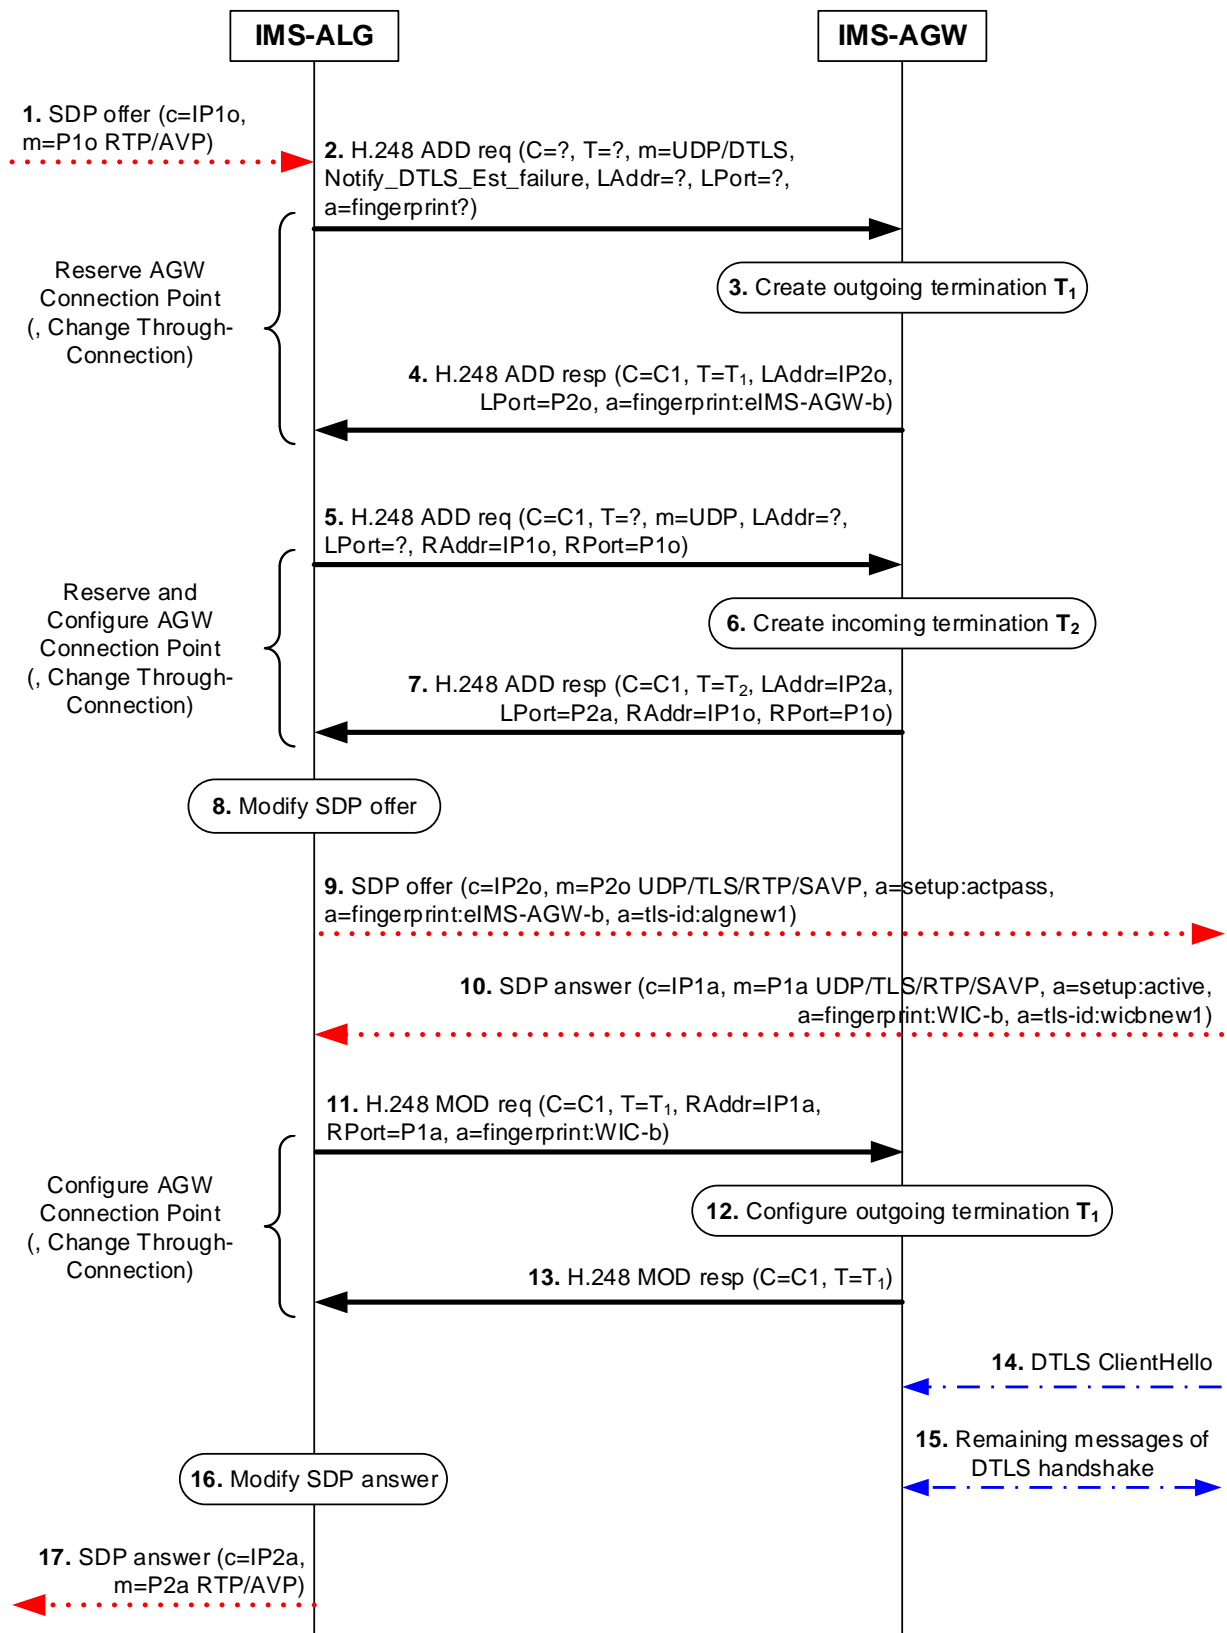 IMS-ALG
IMS-AGW
1. SDP offer (c=IP1o,
m=P1o RTP/AVP)
2. H.248 ADD req (C=?, T=?, m=UDP/DTLS,
Notify_DTLS_Est_failure, LAddr=?, LPort=?,
a=fingerprint?)
Reserve AGW
Connection Point
(, Change Through-
Connection)
3. Create outgoing termination T1
4. H.248 ADD resp (C=C1, T=T1, LAddr=IP2o,
LPort=P2o, a=fingerprint:eIMS-AGW-b)
5. H.248 ADD req (C=C1, T=?, m=UDP, LAddr=?,
LPort=?, RAddr=IP1o, RPort=P1o)
Reserve and
Configure AGW
Connection Point
(, Change Through-
Connection)
6. Create incoming termination T2
7. H.248 ADD resp (C=C1, T=T2, LAddr=IP2a,
LPort=P2a, RAddr=IP1o, RPort=P1o)
8. Modify SDP offer
9. SDP offer (c=IP2o, m=P2o UDP/TLS/RTP/SAVP, a=setup:actpass,
a=fingerprint:eIMS-AGW-b, a=tls-id:algnew1)
10. SDP answer (c=IP1a, m=P1a UDP/TLS/RTP/SAVP, a=setup:active,
a=fingerprint:WIC-b, a=tls-id:wicbnew1)
11. H.248 MOD req (C=C1, T=T1, RAddr=IP1a,
RPort=P1a, a=fingerprint:WIC-b)
Configure AGW
Connection Point
(, Change Through-
Connection)
12. Configure outgoing termination T1
13. H.248 MOD resp (C=C1, T=T1)
14. DTLS ClientHello
15. Remaining messages of
DTLS handshake
16. Modify SDP answer
17. SDP answer (c=IP2a,
m=P2a RTP/AVP)